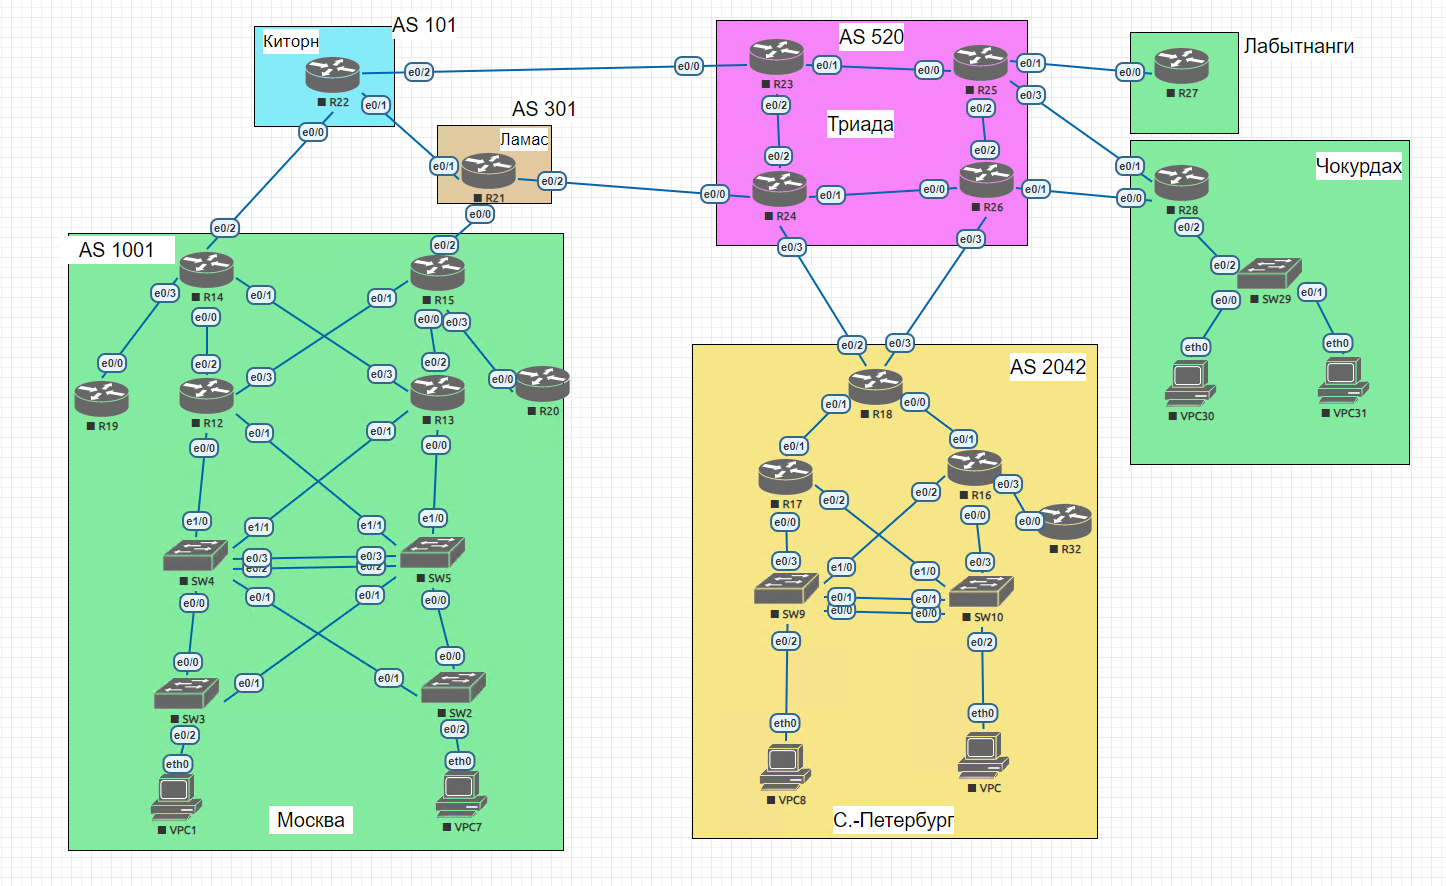 AS 101
Киторн
R22
e0/2
e0/1
e0/0
AS 301
Ламас
R21
e0/1
e0/2
e0/0
AS 520
Триада
R23
e0/0
e0/1
e0/2
R25
e0/0
e0/1
e0/3
e0/2
R24
e0/2
e0/0
e0/1
e0/3
R26
e0/2
e0/0
e0/1
e0/3
Лабытнанги
e0/0
R27
Чокурдах
e0/1
e0/0
R28
e0/2
e0/2
SW29
e0/0
e0/1
eth0
eth0
VPC30
VPC31
AS 1001
e0/2
R14
e0/3
e0/1
e0/0
e0/2
R15
e0/1
e0/0
e0/3
e0/0
R19
e0/2
e0/3
R12
e0/1
e0/0
e0/3
e0/2
R13
e0/1
e0/0
e0/0
R20
e1/0
e1/1
e0/3
e0/2
SW4
e0/0
e0/1
e1/1
e1/0
e0/3
e0/2
SW5
e0/1
e0/0
e0/0
e0/1
SW3
e0/2
e0/0
e0/1
SW2
e0/2
eth0
VPC1
eth0
VPC7
Москва
AS 2042
e0/2
e0/3
R18
e0/1
e0/0
e0/1
R17
e0/2
e0/0
e0/1
R16
e0/2
e0/3
e0/0
e0/0
R32
e0/3
e1/0
e0/1
e0/0
SW9
e0/2
e1/0
e0/3
e0/1
e0/0
SW10
e0/2
eth0
VPC8
eth0
VPC
С.-Петербург